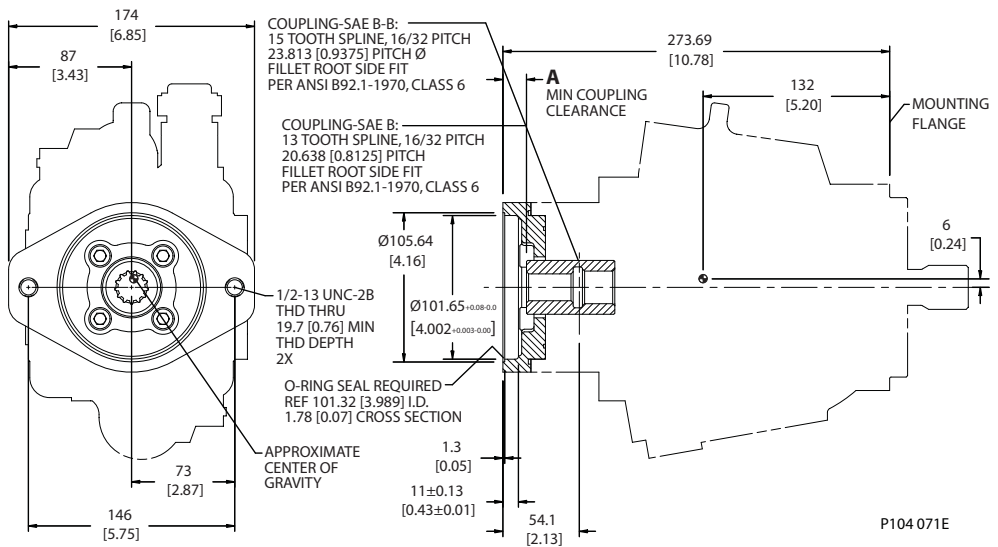 174
[6.85]
87
[3.43]
COUPLING-SAE B-B:
15 TOOTH SPLINE, 16/32 PITCH
23.813 [0.9375] PITCH Ø
FILLET ROOT SIDE FIT
PER ANSI B92.1-1970, CLASS 6
COUPLING-SAE B:
13 TOOTH SPLINE, 16/32 PITCH
20.638 [0.8125] PITCH
FILLET ROOT SIDE FIT
PER ANSI B92.1-1970, CLASS 6
273.69
[10.78]
A
MIN COUPLING
CLEARANCE
132
[5.20]
MOUNTING
FLANGE
6
[0.24]
Ø105.64
[4.16]
Ø101.65+0.08-0.0
[4.002+0.003-0.00]
1/2-13 UNC-2B
THD THRU
19.7 [0.76] MIN
THD DEPTH
2X
O-RING SEAL REQUIRED
REF 101.32 [3.989] I.D.
1.78 [0.07] CROSS SECTION
APPROXIMATE
CENTER OF
GRAVITY
73
[2.87]
146
[5.75]
1.3
[0.05]
11±0.13
[0.43±0.01]
54.1
[2.13]
P104 071E